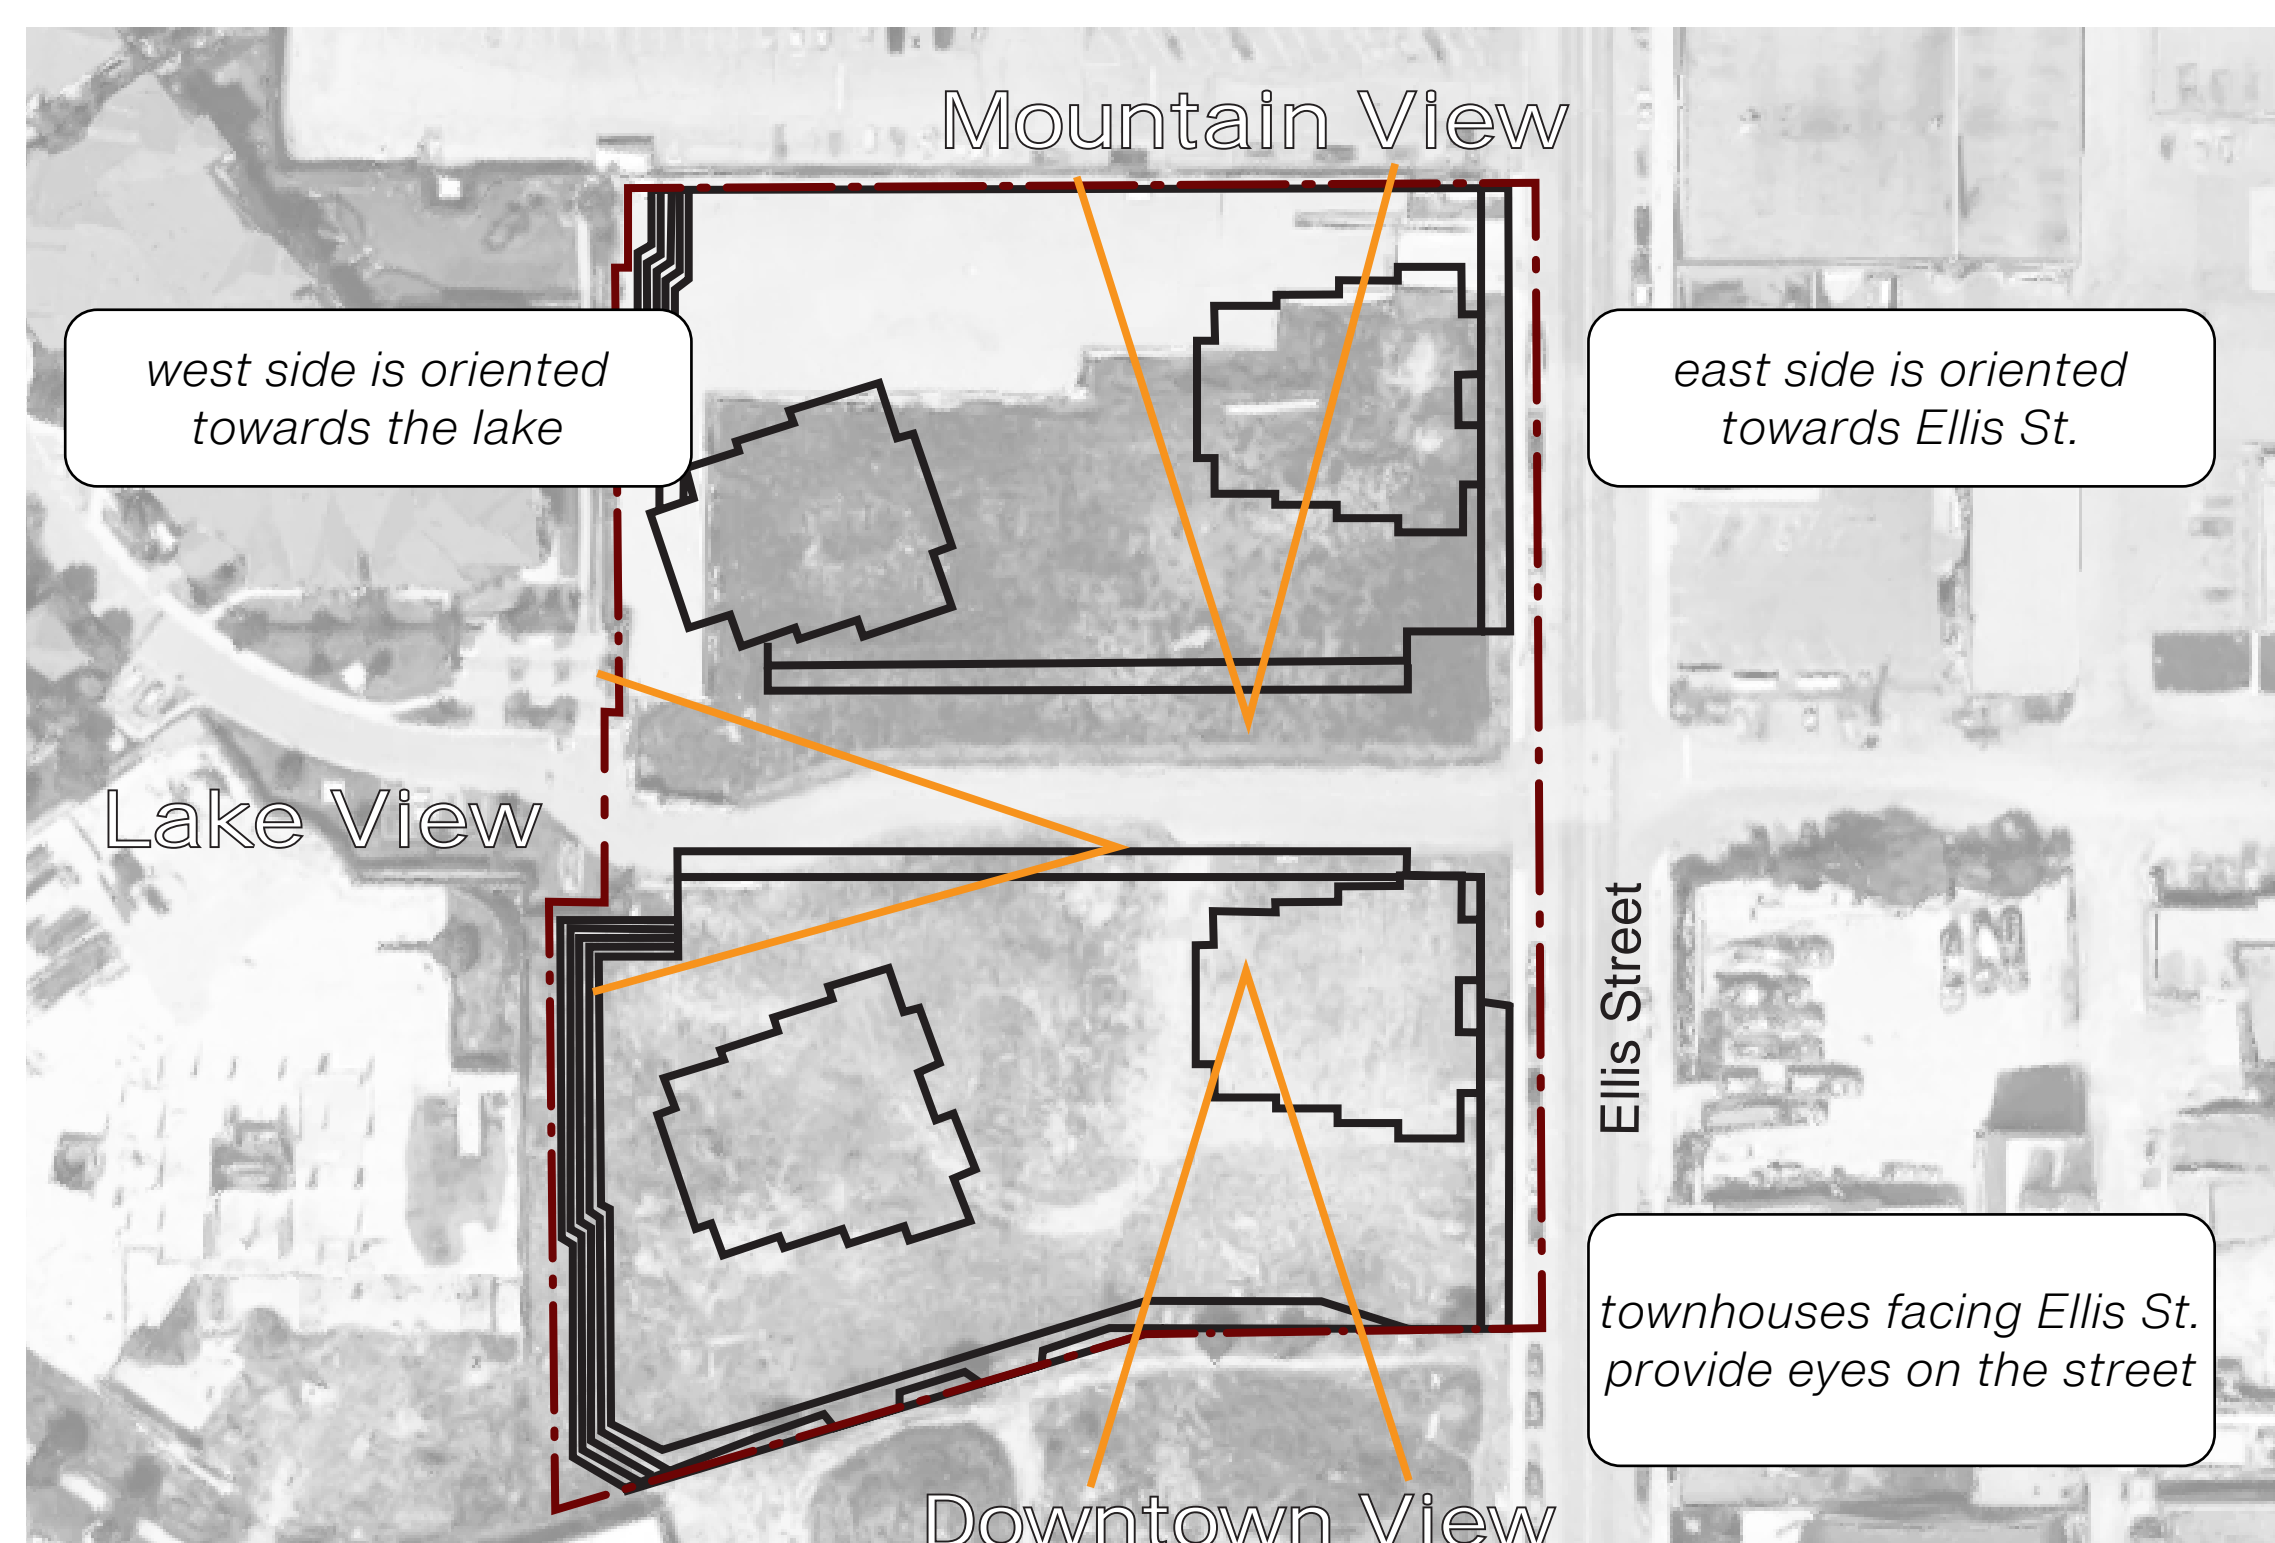 Mountain View
west side is oriented
towards the lake
east side is oriented
towards Ellis St.
Lake View
Ellis Street
townhouses facing Ellis St.
provide eyes on the street
Downtown View